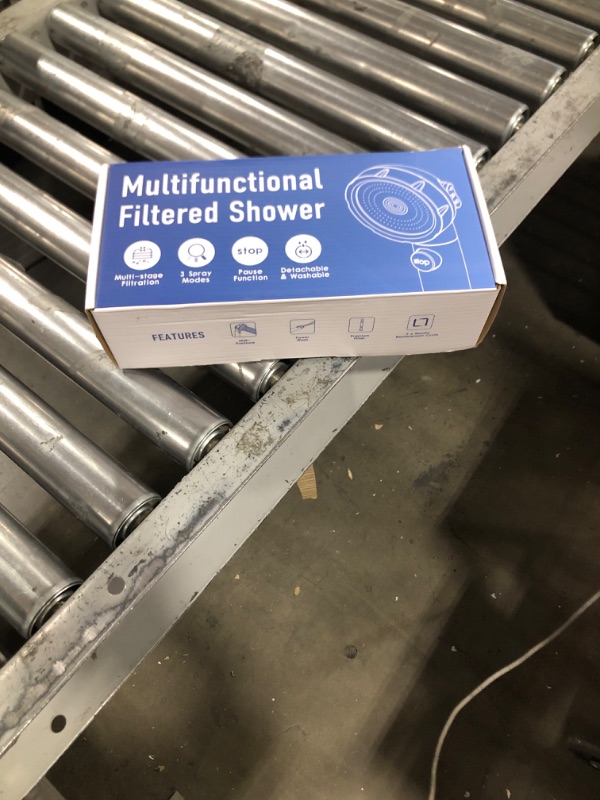 Multifunctional
Filtered Shower
stop
Multi-stage
Filtration
3 Spray
Modes
Pause
Function
Detachable
& Washable
stop
FEATURES